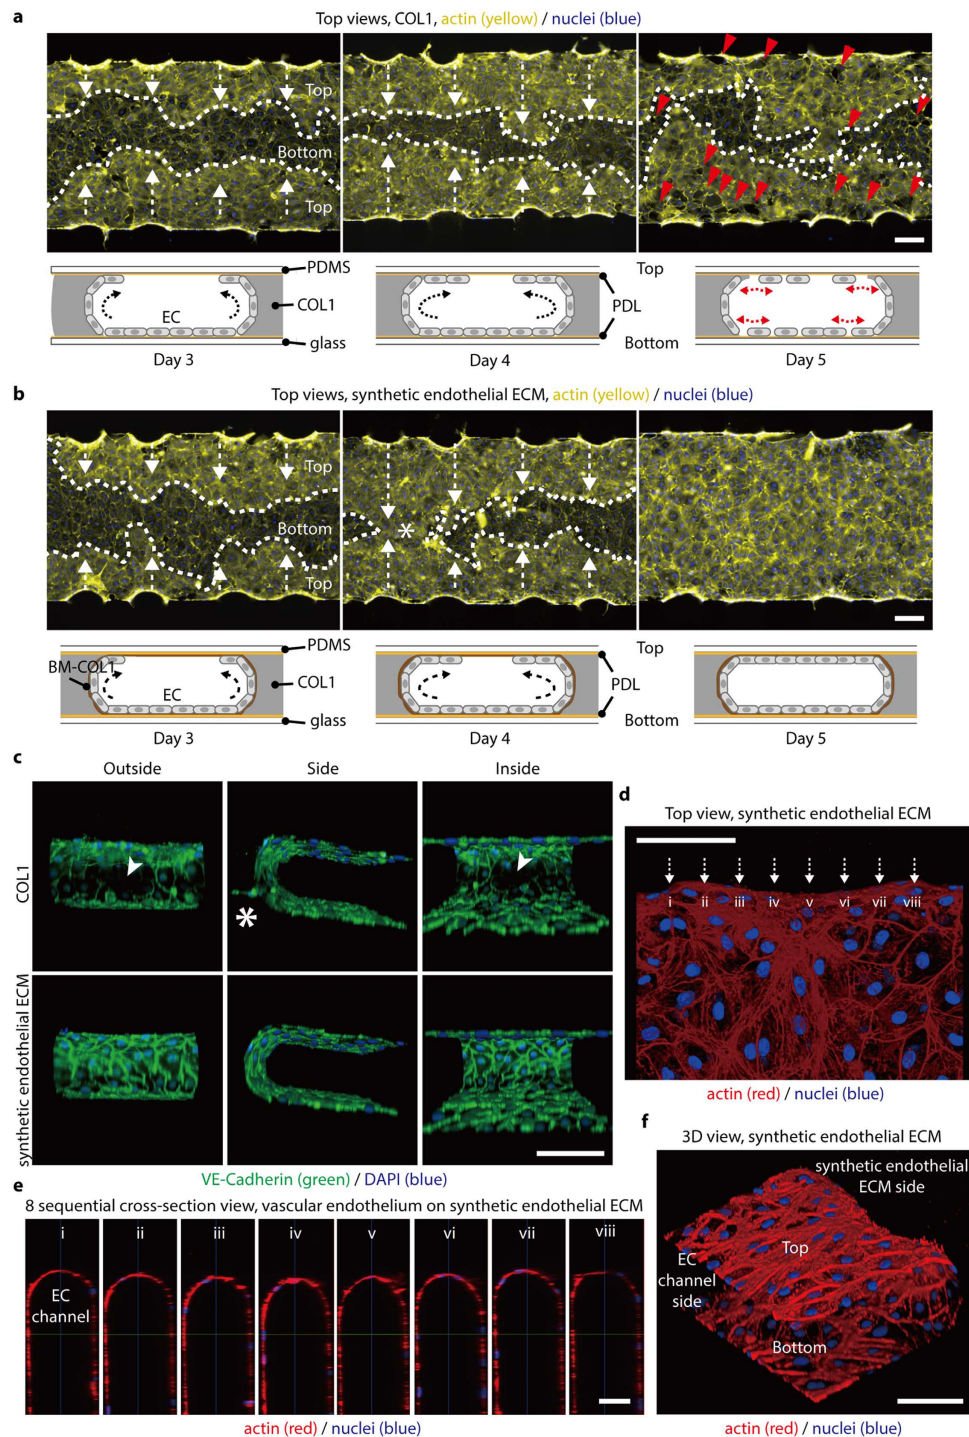 a
Top views, COL1, actin (yellow) / nuclei (blue)
Top
Bottom
Top
PDMS
COL1
EC
glass
Top
PDL
Bottom
Day 3
Day 4
Day 5
b
Top views, synthetic endothelial ECM, actin (yellow) / nuclei (blue)
Top
Bottom
Top
*
PDMS
BM-COL1
COL1
EC
glass
Top
PDL
Bottom
Day 3
Day 4
Day 5
c
Outside
Side
Inside
COL1
*
synthetic endothelial ECM
VE-Cadherin (green) / DAPI (blue)
d
Top view, synthetic endothelial ECM
i ii iii iv v vi vii viii
actin (red) / nuclei (blue)
e
8 sequential cross-section view, vascular endothelium on synthetic endothelial ECM
i ii iii iv v vi vii viii
EC
channel
actin (red) / nuclei (blue)
f
3D view, synthetic endothelial ECM
synthetic endothelial
ECM side
Top
EC
channel
side
Bottom
actin (red) / nuclei (blue)